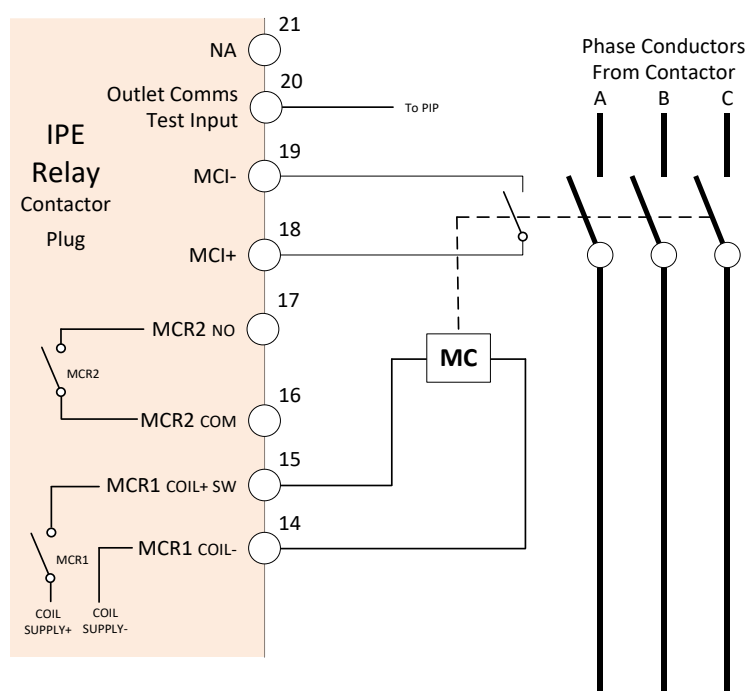 21
NA
20
Outlet Comms
Test Input
To PIP
IPE
Relay
Contactor
Plug
19
MCI-
18
MCI+
17
MCR2 NO
MCR2
16
MCR2 COM
15
MCR1 COIL+ SW
14
MCR1 COIL-
MCR1
COIL
SUPPLY+
COIL
SUPPLY-
MC
Phase Conductors
From Contactor
A B C